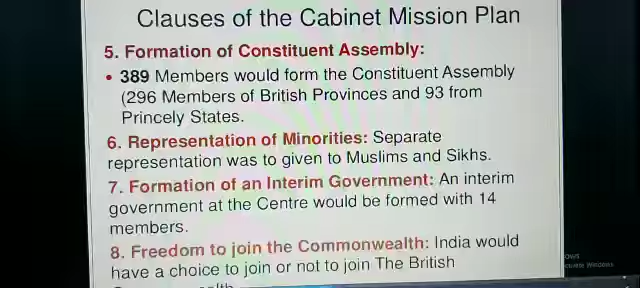 Clauses of the Cabinet Mission Plan
5. Formation of Constituent Assembly:
• 389 Members would form the Constituent Assembly
(296 Members of British Provinces and 93 from
Princely States.
6. Representation of Minorities: Separate
representation was to given to Muslims and Sikhs.
7. Formation of an Interim Government: An interim
government at the Centre would be formed with 14
members.
8. Freedom to join the Commonwealth: India would
have a choice to join or not to join The British